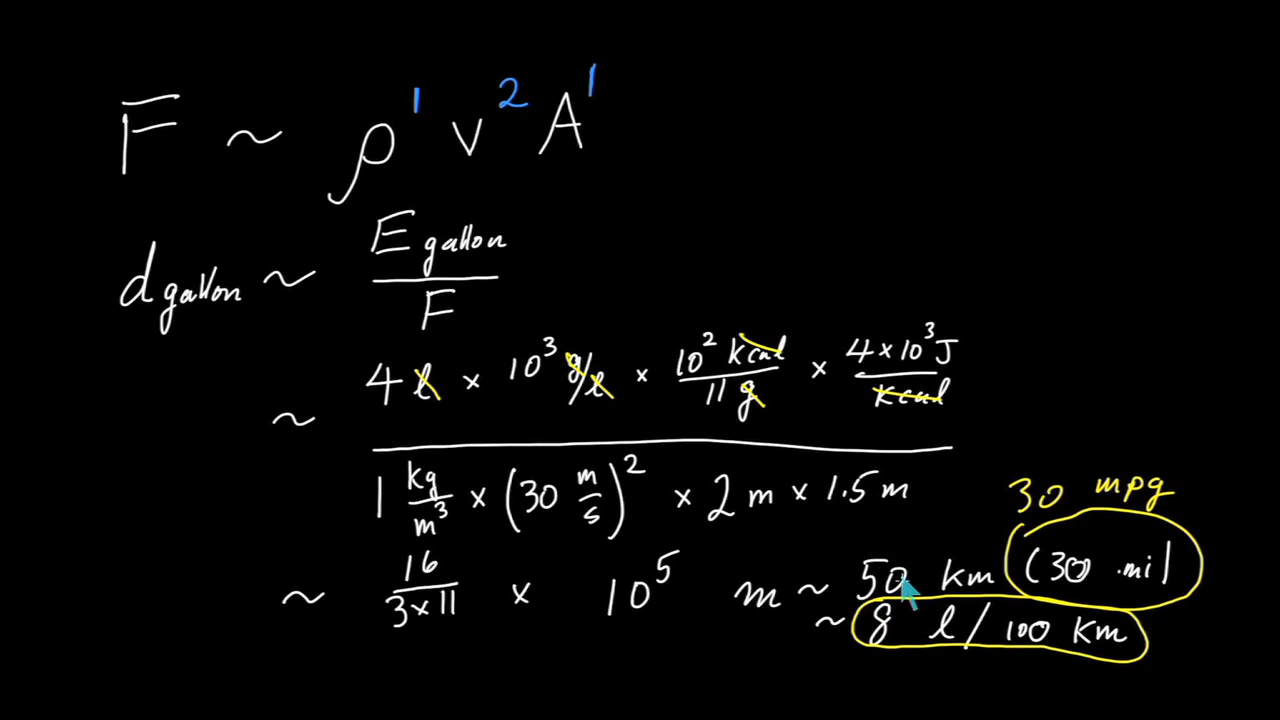 F ~ ρ¹ v² A¹
d gallon ~ E gallon / F
~ 4 l × 10³ g/l × 10² kcal / 11 g × 4 × 10³ J / kcal
1 kg/m³ × (30 m/s)² × 2 m × 1.5 m
30 mpg
~ 16 / 3 × 11 × 10⁵ m ~ 50 km (30 mi)
~ 8 l / 100 km